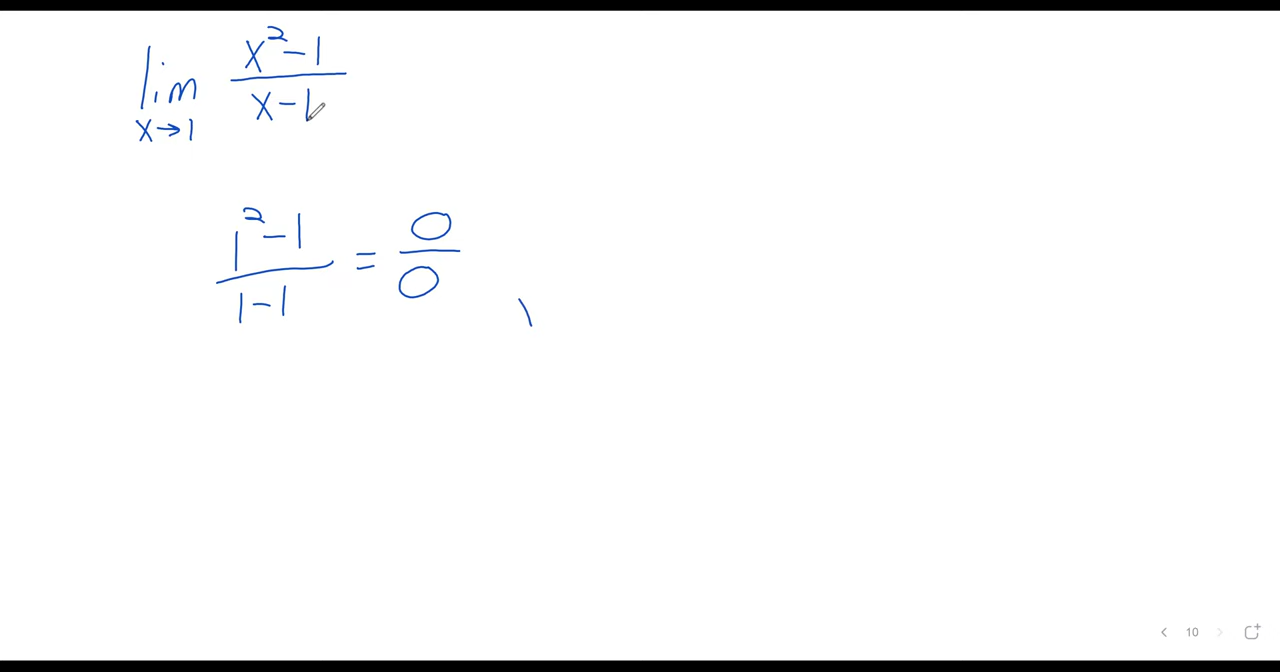 lim x→1 (x² – 1)/(x – 1)
(1² – 1)/(1 – 1) = 0/0
\
10